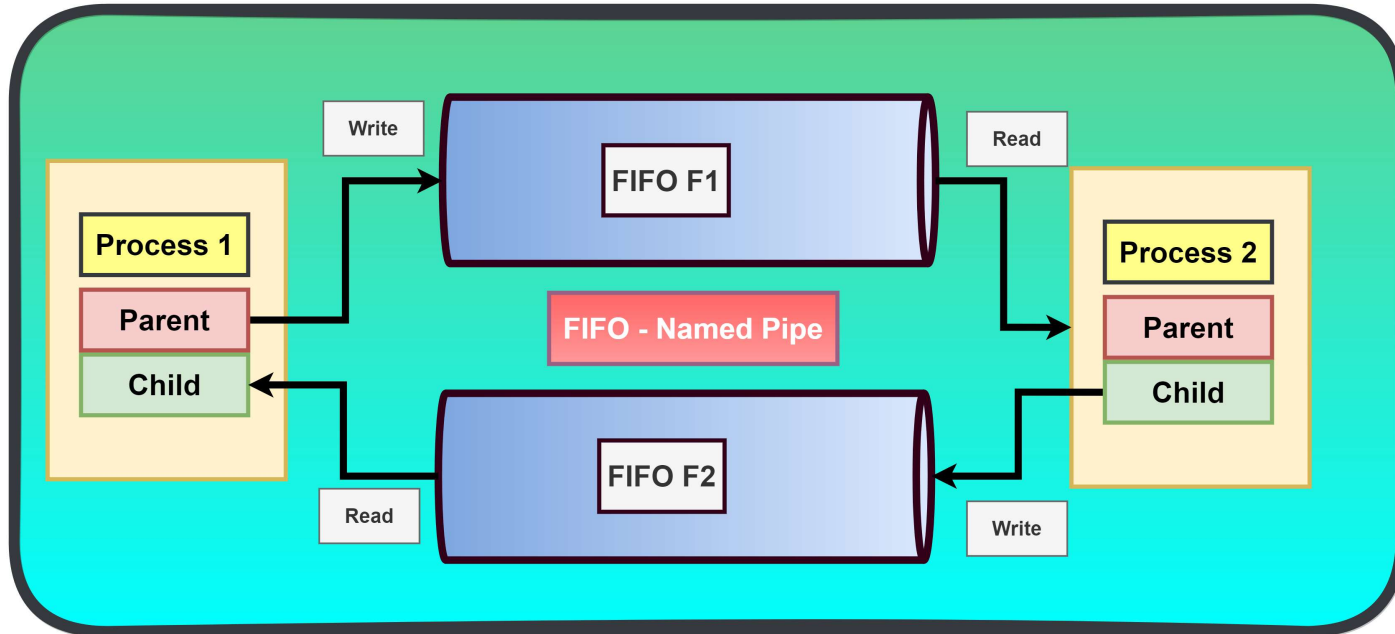 Write
FIFO F1
Read
Process 1
Parent
Child
Process 2
Parent
Child
FIFO - Named Pipe
FIFO F2
Read
Write